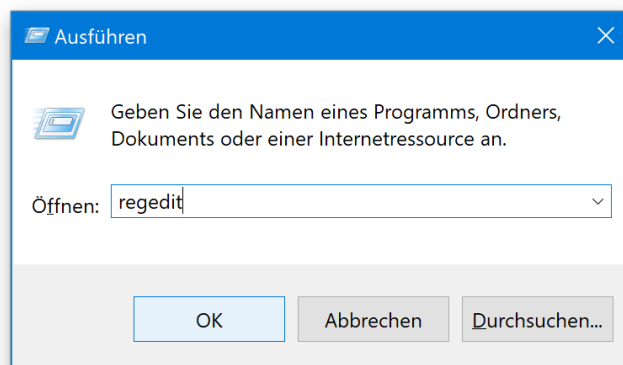 Ausführen
Geben Sie den Namen eines Programms, Ordners,
Dokuments oder einer Internetressource an.
Öffnen: regedit
OK Abbrechen Durchsuchen...